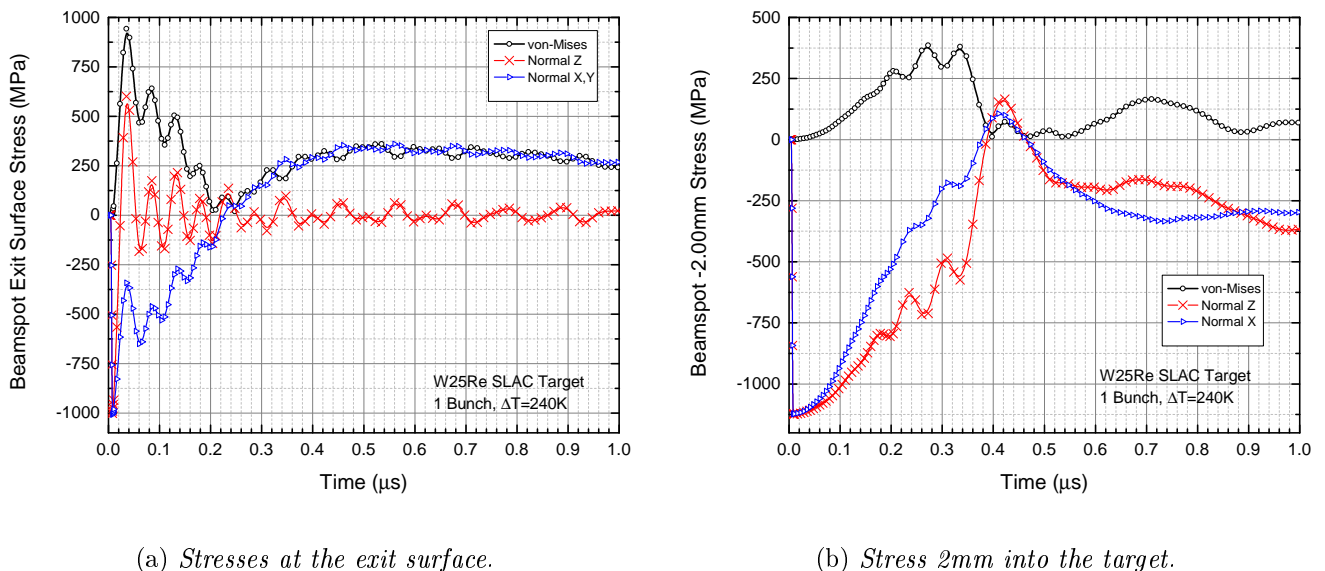 1000
750
500
250
0
-250
-500
-750
-1000
Beamspot Exit Surface Stress (MPa)
von-Mises
Normal Z
Normal X,Y
W25Re SLAC Target
1 Bunch, ΔT=240K
0.0 0.1 0.2 0.3 0.4 0.5 0.6 0.7 0.8 0.9 1.0
Time (μs)
(a) Stresses at the exit surface.
500
250
0
-250
-500
-750
-1000
Beamspot -2.00mm Stress (MPa)
von-Mises
Normal Z
Normal X
W25Re SLAC Target
1 Bunch, ΔT=240K
0.0 0.1 0.2 0.3 0.4 0.5 0.6 0.7 0.8 0.9 1.0
Time (μs)
(b) Stress 2mm into the target.